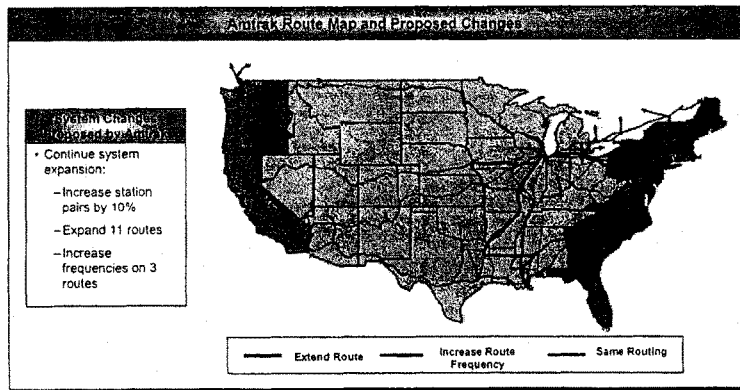 Amtrak Route Map and Proposed Changes
System Changes
Proposed by Amtrak
• Continue system
expansion:
–Increase station
pairs by 10%
–Expand 11 routes
–Increase
frequencies on 3
routes
Extend Route
Increase Route
Frequency
Same Routing